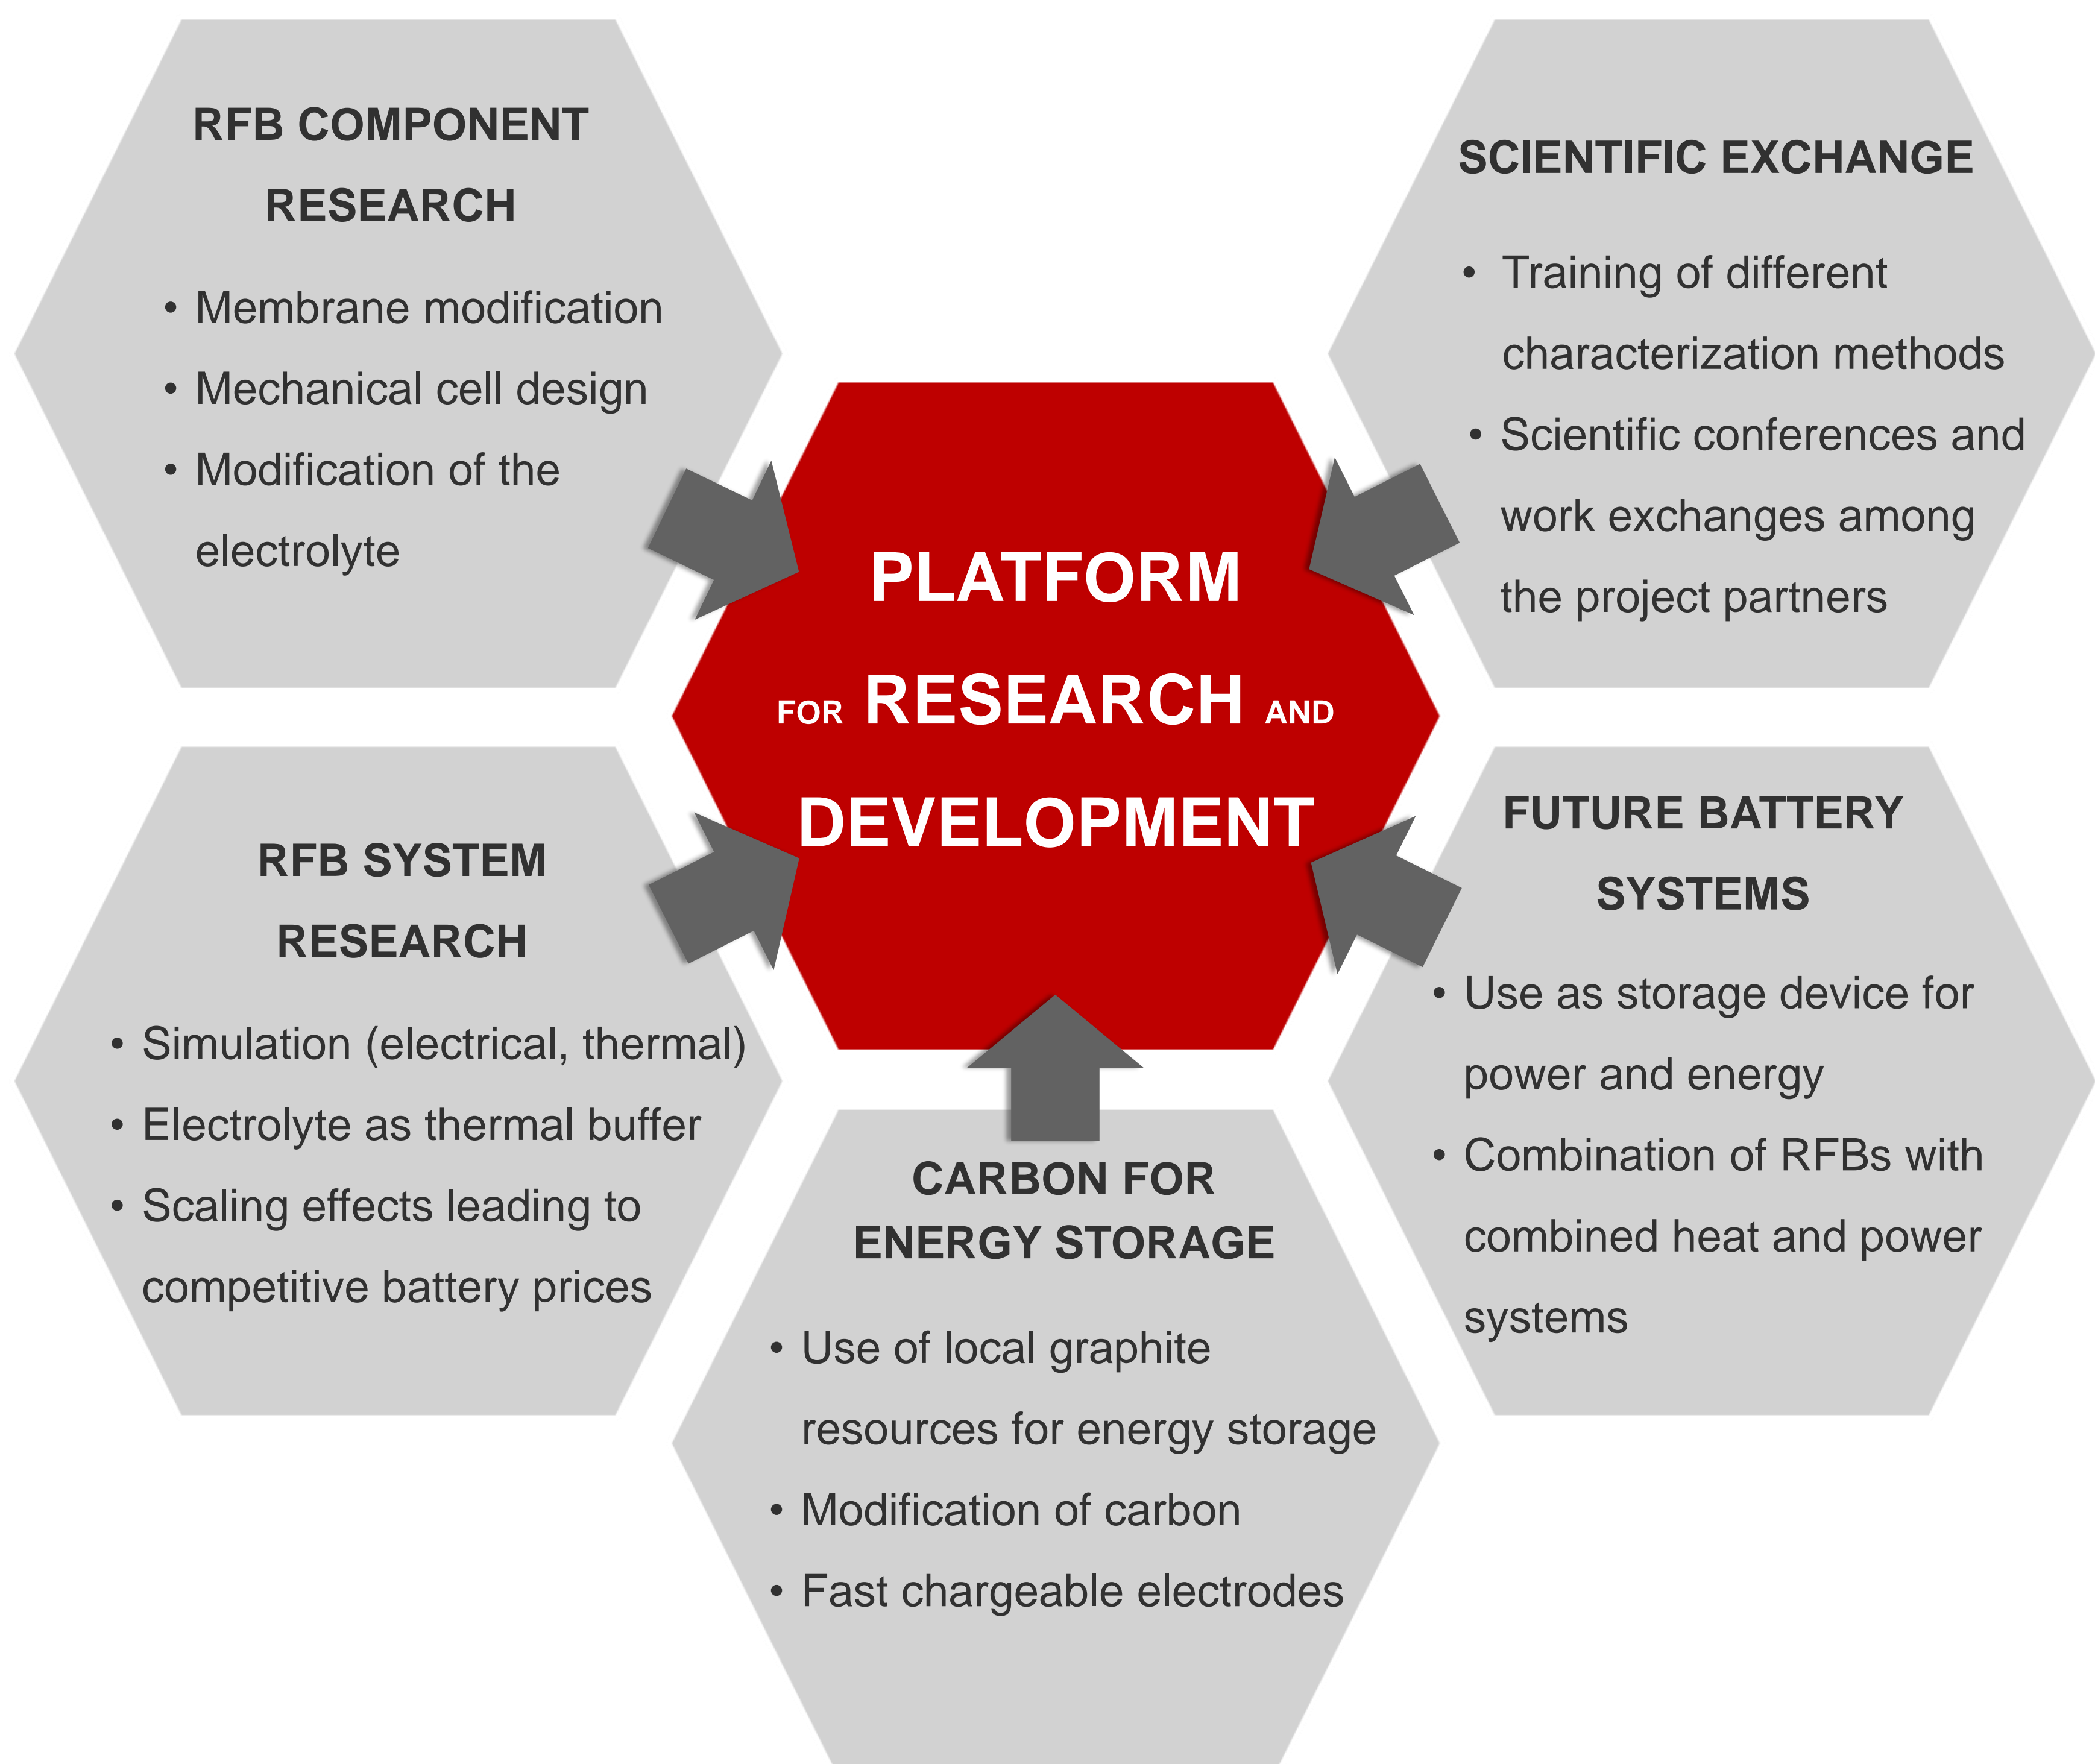 RFB COMPONENT
RESEARCH
• Membrane modification
• Mechanical cell design
• Modification of the
electrolyte
SCIENTIFIC EXCHANGE
• Training of different
characterization methods
• Scientific conferences and
work exchanges among
the project partners
PLATFORM
FOR RESEARCH AND
DEVELOPMENT
RFB SYSTEM
RESEARCH
• Simulation (electrical, thermal)
• Electrolyte as thermal buffer
• Scaling effects leading to
competitive battery prices
FUTURE BATTERY
SYSTEMS
• Use as storage device for
power and energy
• Combination of RFBs with
combined heat and power
systems
CARBON FOR
ENERGY STORAGE
• Use of local graphite
resources for energy storage
• Modification of carbon
• Fast chargeable electrodes